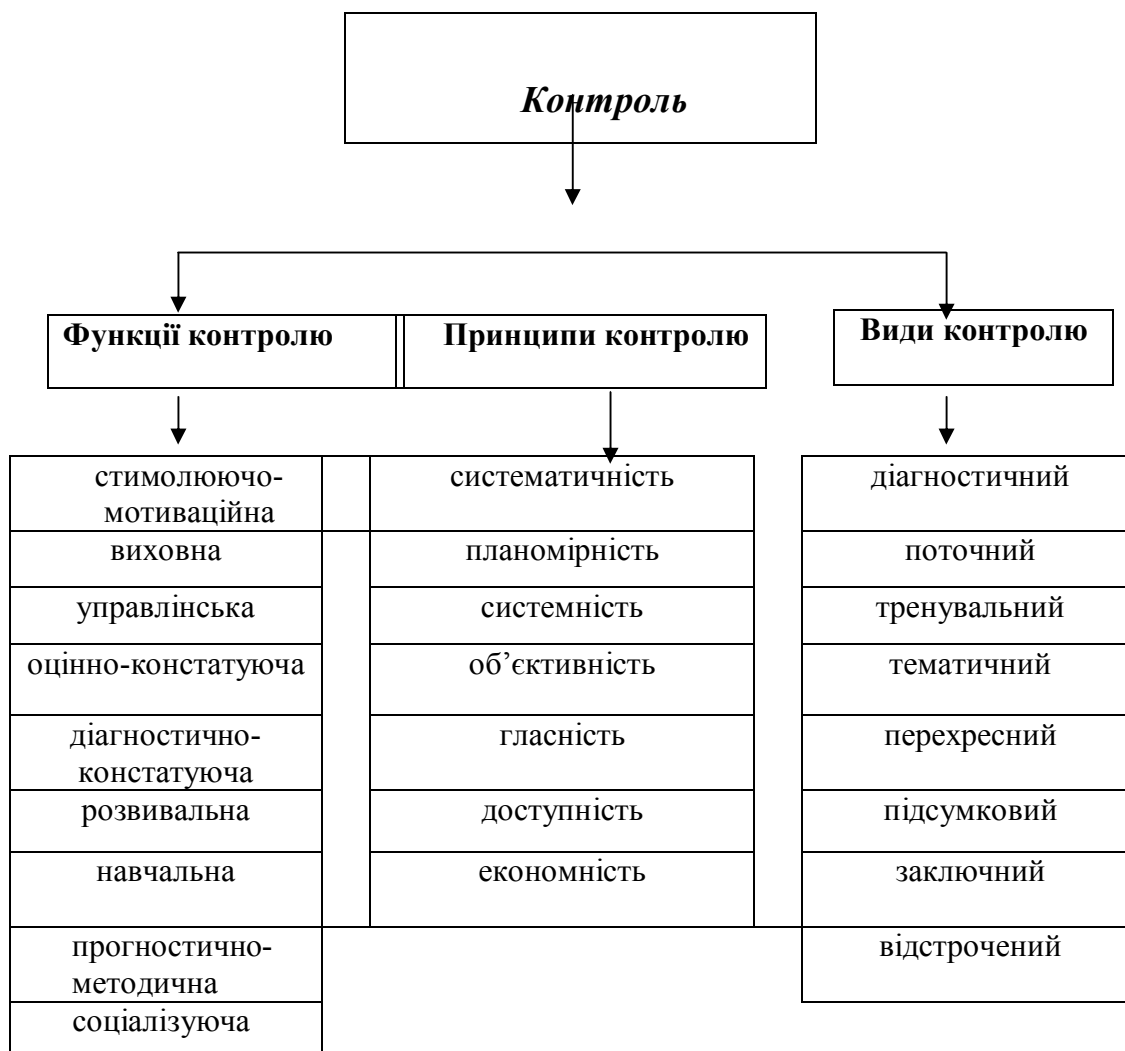 Контроль
Функції контролю
Принципи контролю
Види контролю
стимолюючо-
мотиваційна
виховна
управлінська
оцінно-констатуюча
діагностично-
констатуюча
розвивальна
навчальна
прогностично-
методична
соціалізуюча
систематичність
планомірність
системність
об’єктивність
гласність
доступність
економність
діагностичний
поточний
тренувальний
тематичний
перехресний
підсумковий
заключний
відстрочений